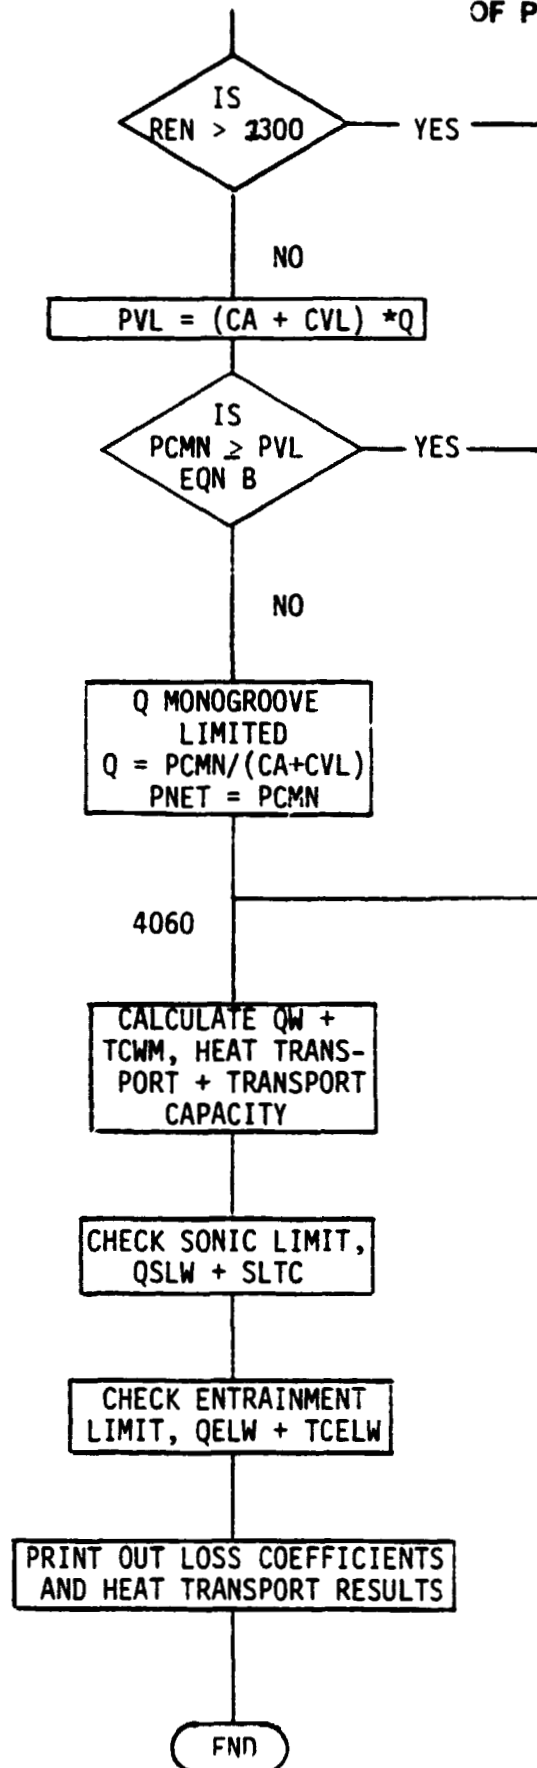 OF P
IS
REN > 2300
YES
NO
PVL = (CA + CVL) *Q
IS
PCMN ≥ PVL
EQN B
YES
NO
Q MONOGROOVE
LIMITED
Q = PCMN/(CA+CVL)
PNET = PCMN
4060
CALCULATE QW +
TCWM, HEAT TRANS-
PORT + TRANSPORT
CAPACITY
CHECK SONIC LIMIT,
QSLW + SLTC
CHECK ENTRAINMENT
LIMIT, QELW + TCELW
PRINT OUT LOSS COEFFICIENTS
AND HEAT TRANSPORT RESULTS
END